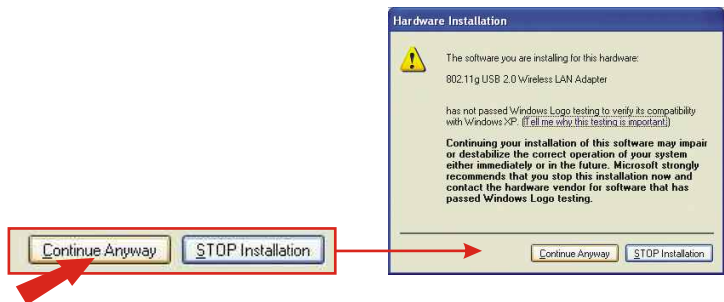 Hardware Installation
The software you are installing for this hardware:
802.11g USB 2.0 Wireless LAN Adapter
has not passed Windows Logo testing to verify its compatibility
with Windows XP. (Tell me why this testing is important.)
Continuing your installation of this software may impair
or destabilize the correct operation of your system
either immediately or in the future. Microsoft strongly
recommends that you stop this installation now and
contact the hardware vendor for software that has
passed Windows Logo testing.
Continue Anyway
STOP Installation
Continue Anyway
STOP Installation